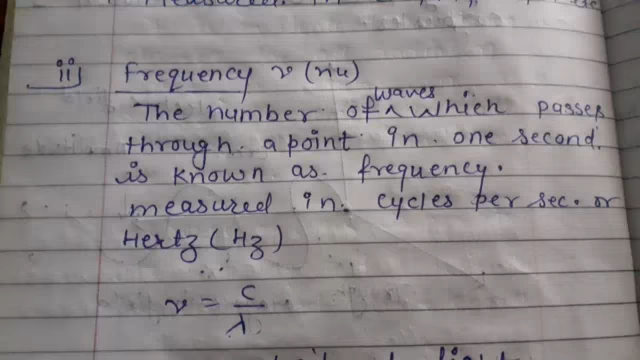 ii) Frequency ν (nu)
The number of waves which passes
through a point in one second.
is known as frequency.
measured in cycles per sec. or
Hertz (Hz)
∴
ν = c/λ